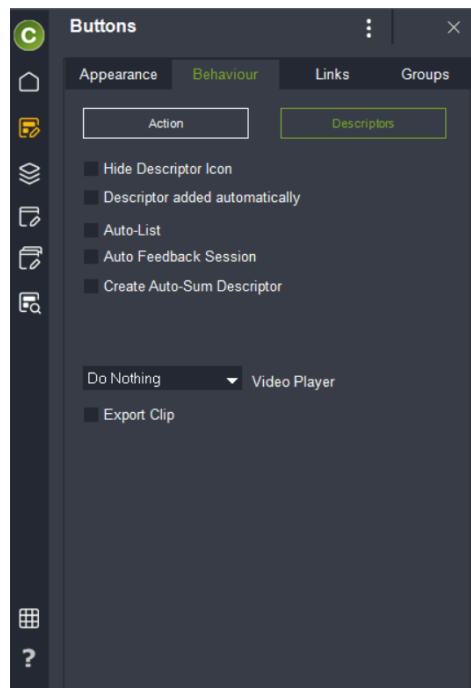 C
Buttons
Appearance Behaviour Links Groups
Action Descriptors
Hide Descriptor Icon
Descriptor added automatically
Auto-List
Auto Feedback Session
Create Auto-Sum Descriptor
Do Nothing Video Player
Export Clip
?